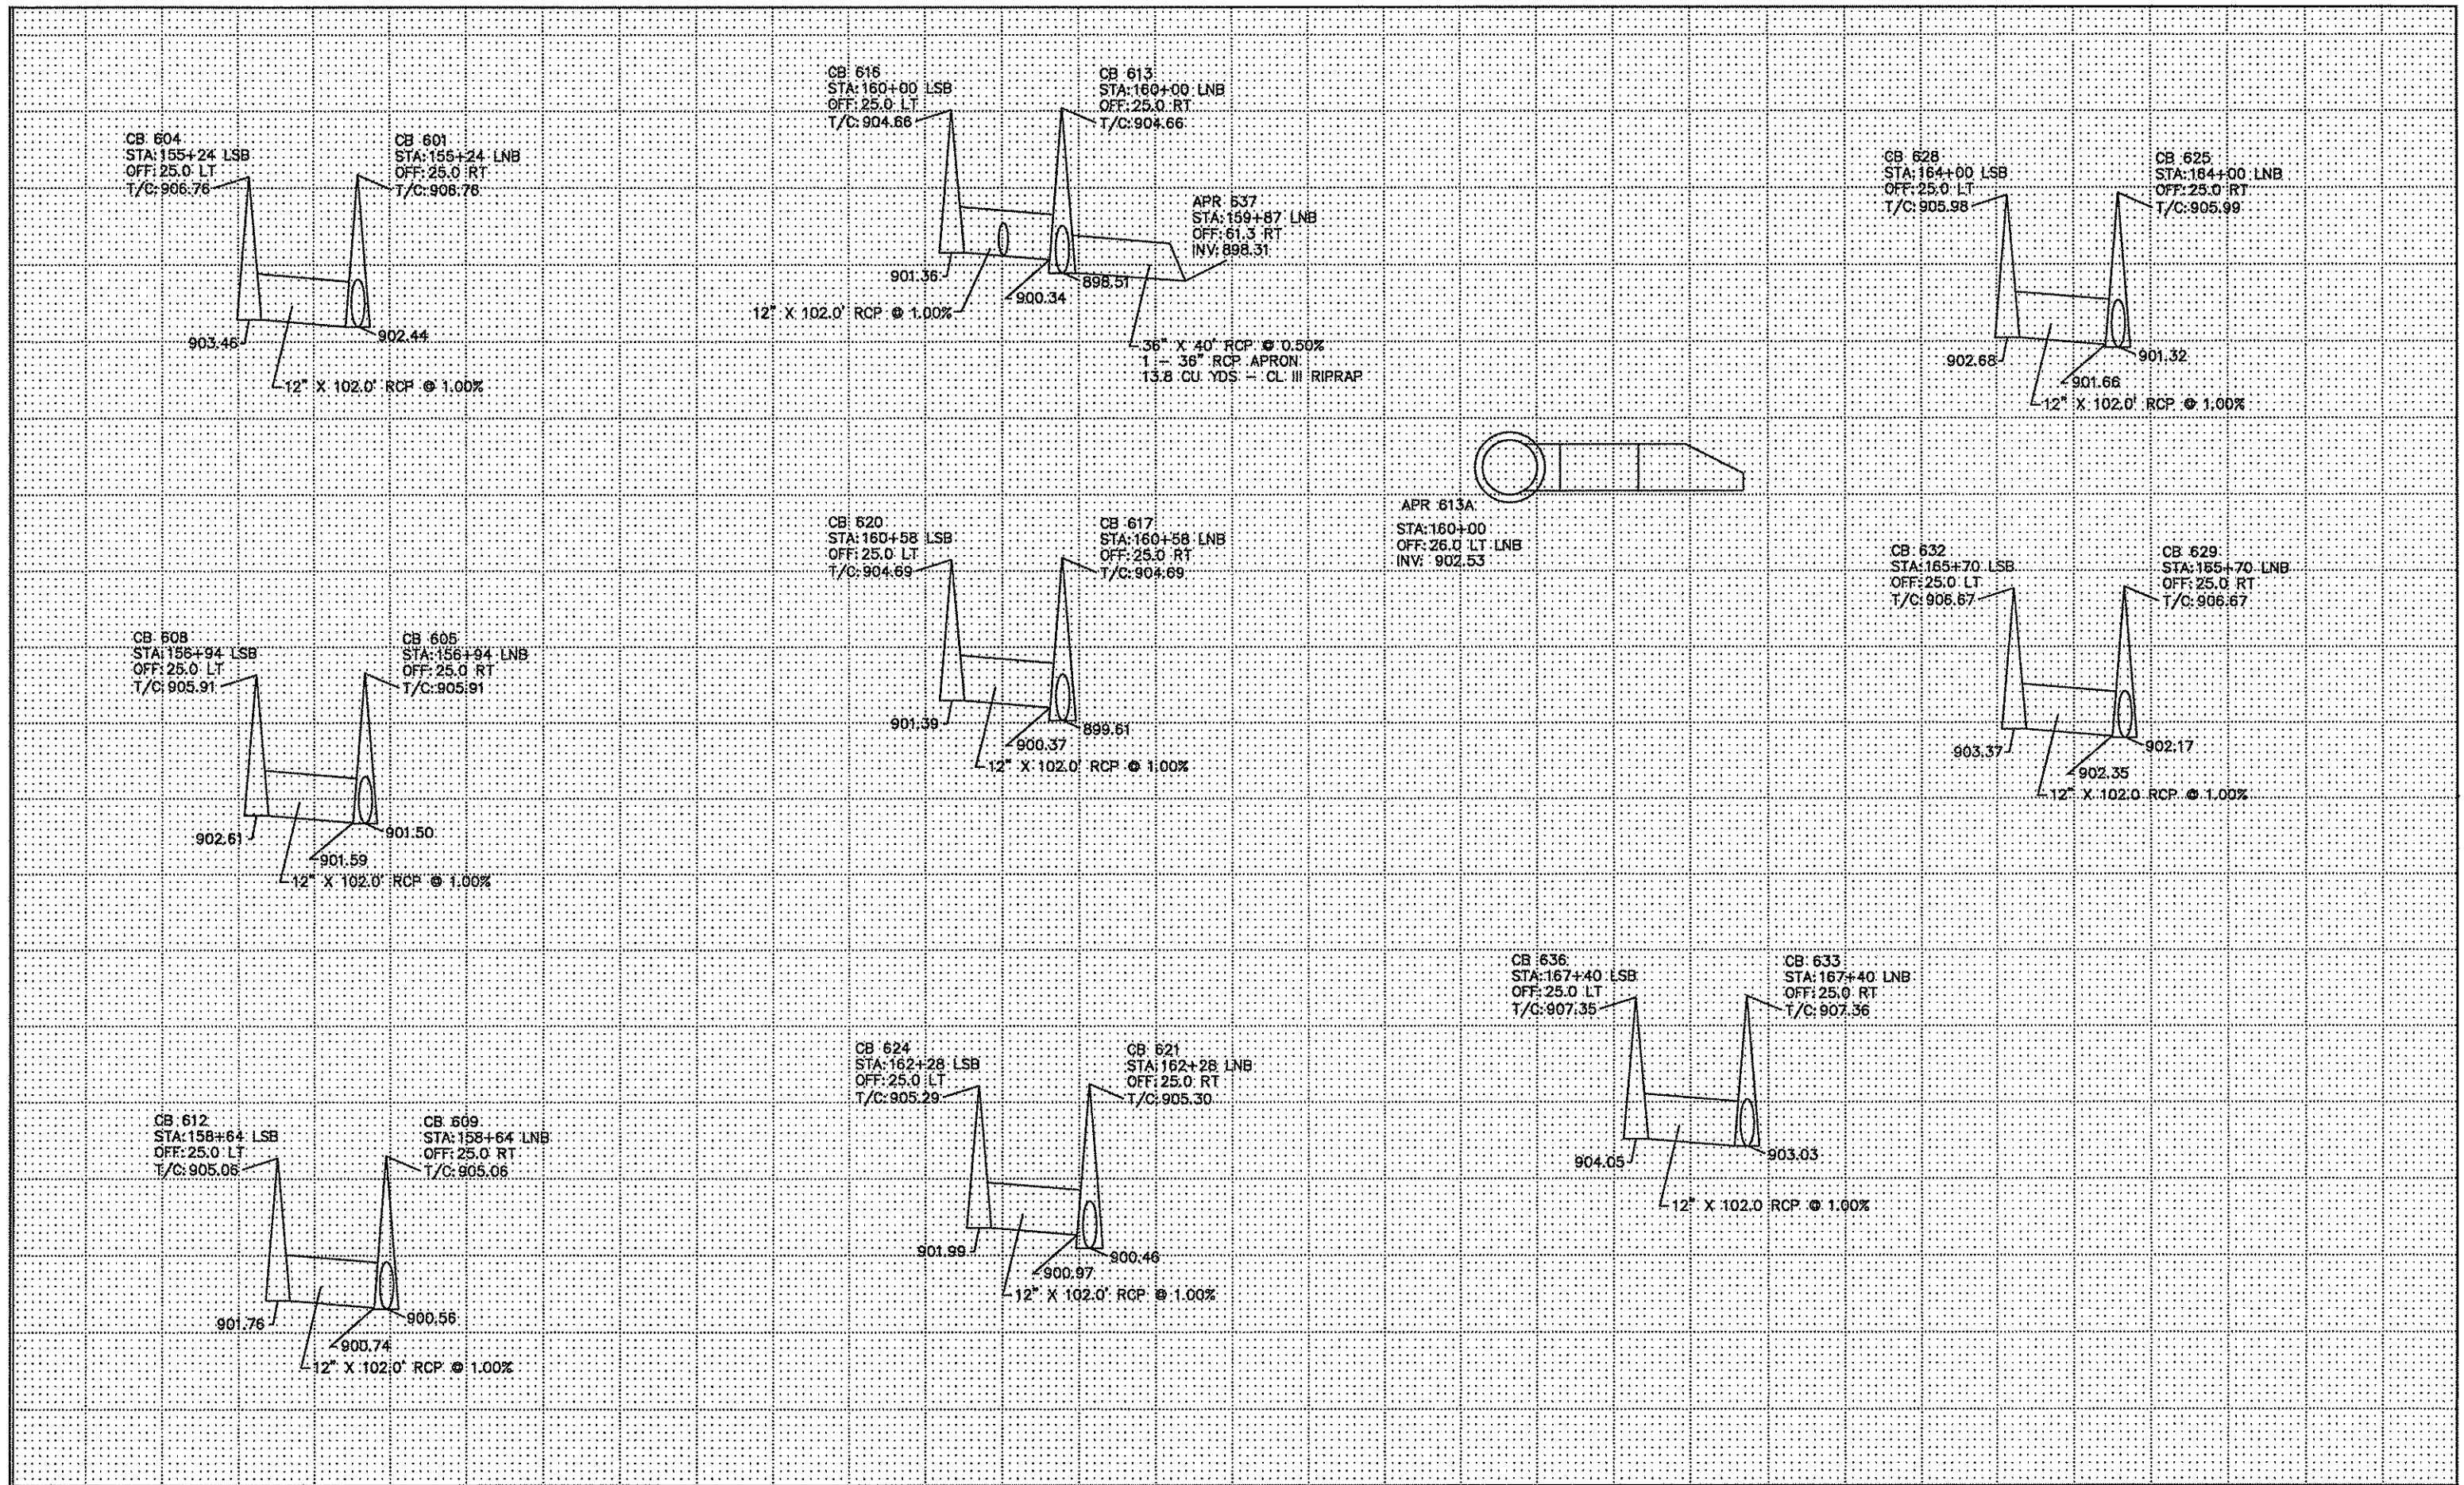 CB 604
STA: 155+24 LSB
OFF: 25.0 LT
T/C: 906.76
CB 601
STA: 155+24 LNB
OFF: 25.0 RT
T/C: 906.76
903.46
902.44
12" X 102.0' RCP @ 1.00%
CB 616
STA: 160+00 LSB
OFF: 25.0 LT
T/C: 904.66
CB 613
STA: 160+00 LNB
OFF: 25.0 RT
T/C: 904.66
APR 637
STA: 159+87 LNB
OFF: 61.3 RT
INV: 898.31
901.36
900.34
898.51
12" X 102.0' RCP @ 1.00%
36" X 40' RCP @ 0.50%
1 – 36" RCP APRON
13.8 CU YDS – CL III RIPRAP
CB 628
STA: 164+00 LSB
OFF: 25.0 LT
T/C: 905.98
CB 625
STA: 164+00 LNB
OFF: 25.0 RT
T/C: 905.99
902.68
901.32
901.66
12" X 102.0' RCP @ 1.00%
APR 613A
STA: 160+00
OFF: 26.0 LT LNB
INV: 902.53
CB 620
STA: 160+58 LSB
OFF: 25.0 LT
T/C: 904.69
CB 617
STA: 160+58 LNB
OFF: 25.0 RT
T/C: 904.69
901.39
899.61
900.37
12" X 102.0' RCP @ 1.00%
CB 632
STA: 165+70 LSB
OFF: 25.0 LT
T/C: 906.67
CB 629
STA: 165+70 LNB
OFF: 25.0 RT
T/C: 906.67
903.37
902.17
902.35
12" X 102.0 RCP @ 1.00%
CB 608
STA: 156+94 LSB
OFF: 25.0 LT
T/C: 905.91
CB 605
STA: 156+94 LNB
OFF: 25.0 RT
T/C: 905.91
902.61
901.50
901.59
12" X 102.0' RCP @ 1.00%
CB 636
STA: 167+40 LSB
OFF: 25.0 LT
T/C: 907.35
CB 633
STA: 167+40 LNB
OFF: 25.0 RT
T/C: 907.36
904.05
903.03
12" X 102.0 RCP @ 1.00%
CB 624
STA: 162+28 LSB
OFF: 25.0 LT
T/C: 905.29
CB 621
STA: 162+28 LNB
OFF: 25.0 RT
T/C: 905.30
901.99
900.46
900.97
12" X 102.0' RCP @ 1.00%
CB 612
STA: 158+64 LSB
OFF: 25.0 LT
T/C: 905.06
CB 609
STA: 158+64 LNB
OFF: 25.0 RT
T/C: 905.06
901.76
900.56
900.74
12" X 102.0' RCP @ 1.00%